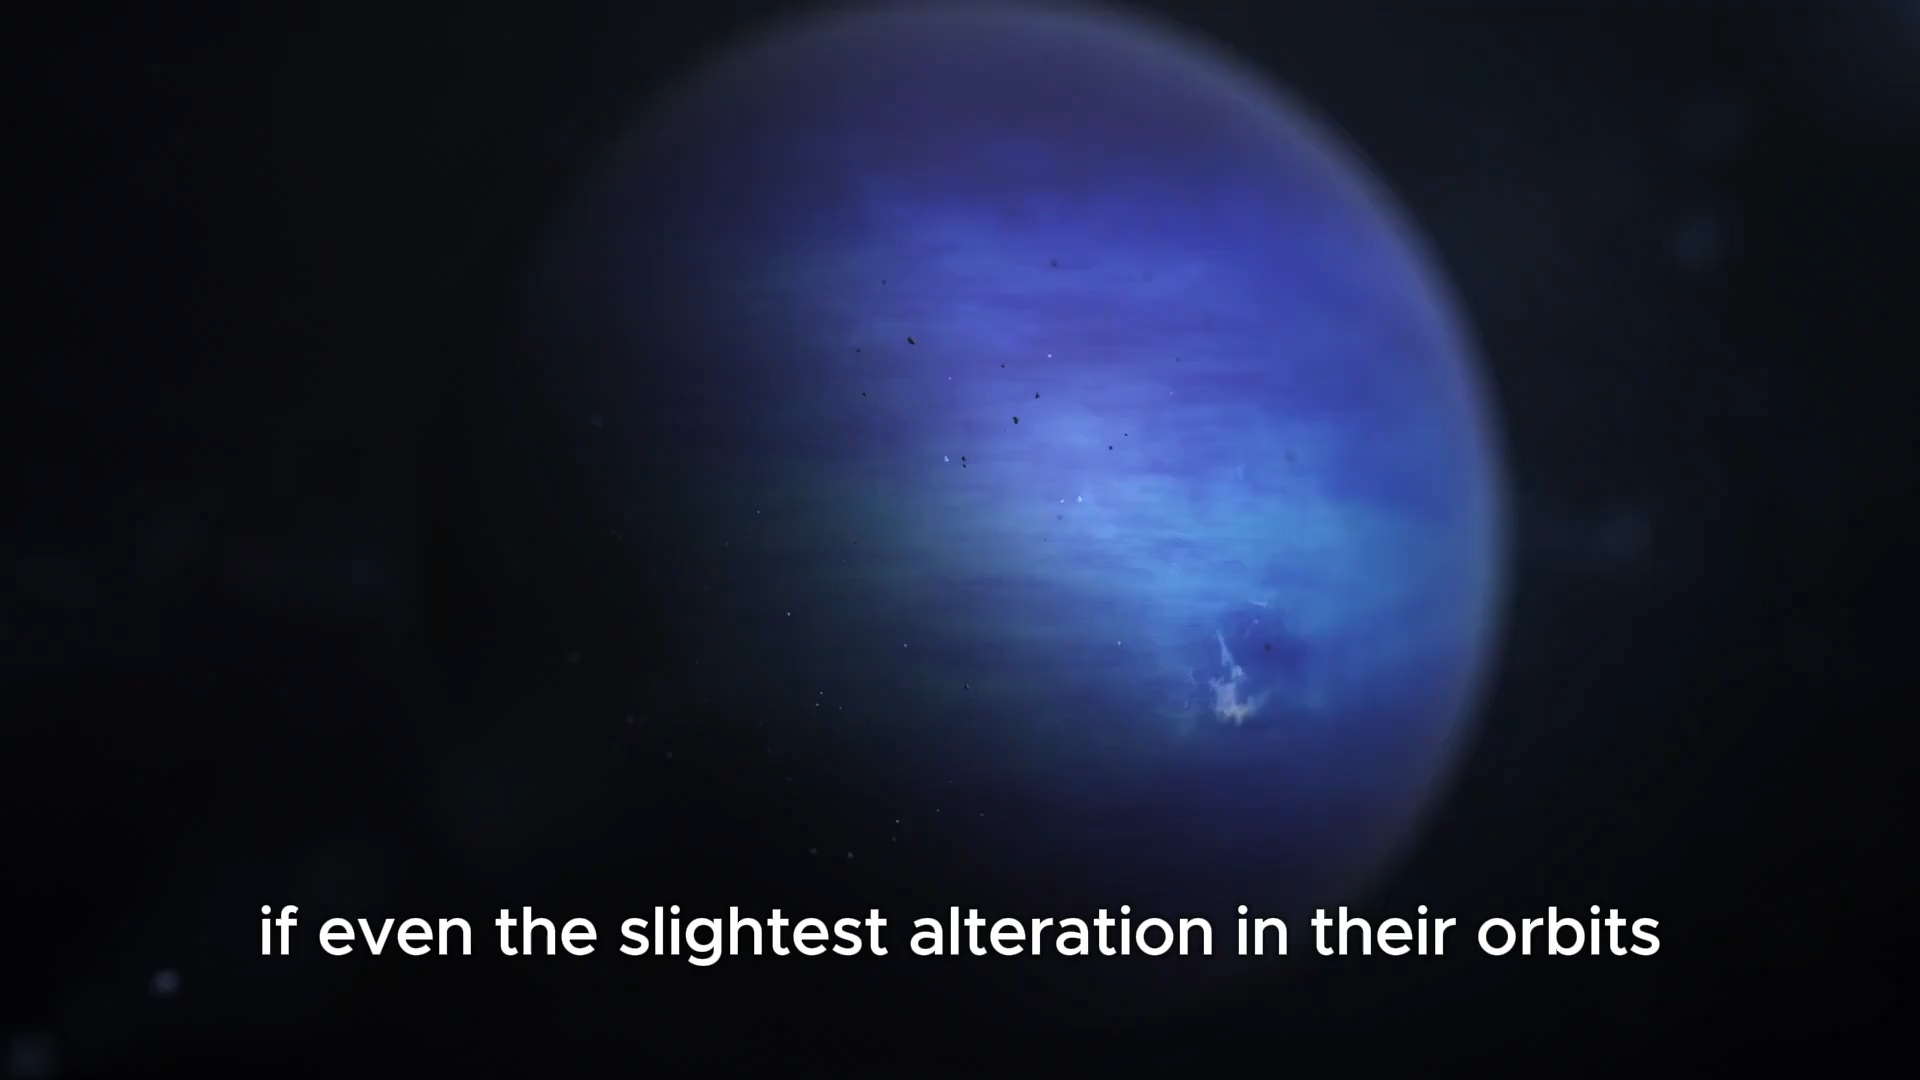 if even the slightest alteration in their orbits